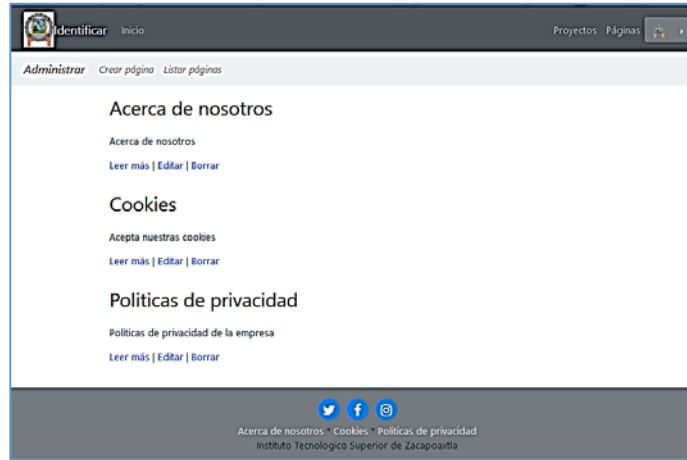 Identificar Inicio Proyectos Páginas
Administrar Crear página Listar páginas
Acerca de nosotros
Acerca de nosotros
Leer más | Editar | Borrar
Cookies
Acepta nuestras cookies
Leer más | Editar | Borrar
Politicas de privacidad
Politicas de privacidad de la empresa
Leer más | Editar | Borrar
Acerca de nosotros * Cookies * Politicas de privacidad
Instituto Tecnologico Superior de Zacapoaxtla